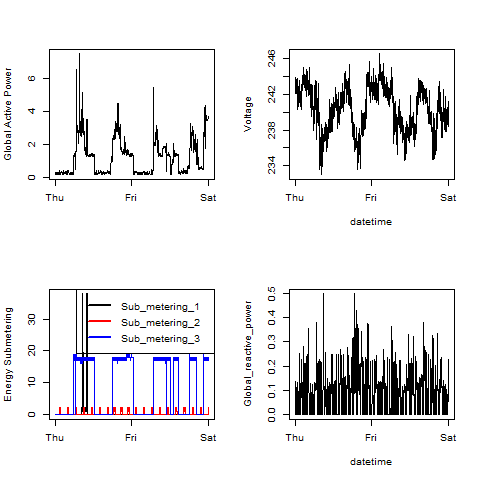 Global Active Power
0 2 4 6
Thu Fri Sat
Voltage
234 238 242 246
Thu Fri Sat
datetime
Energy Submetering
0 10 20 30
Sub_metering_1
Sub_metering_2
Sub_metering_3
Thu Fri Sat
Global_reactive_power
0.0 0.1 0.2 0.3 0.4 0.5
Thu Fri Sat
datetime